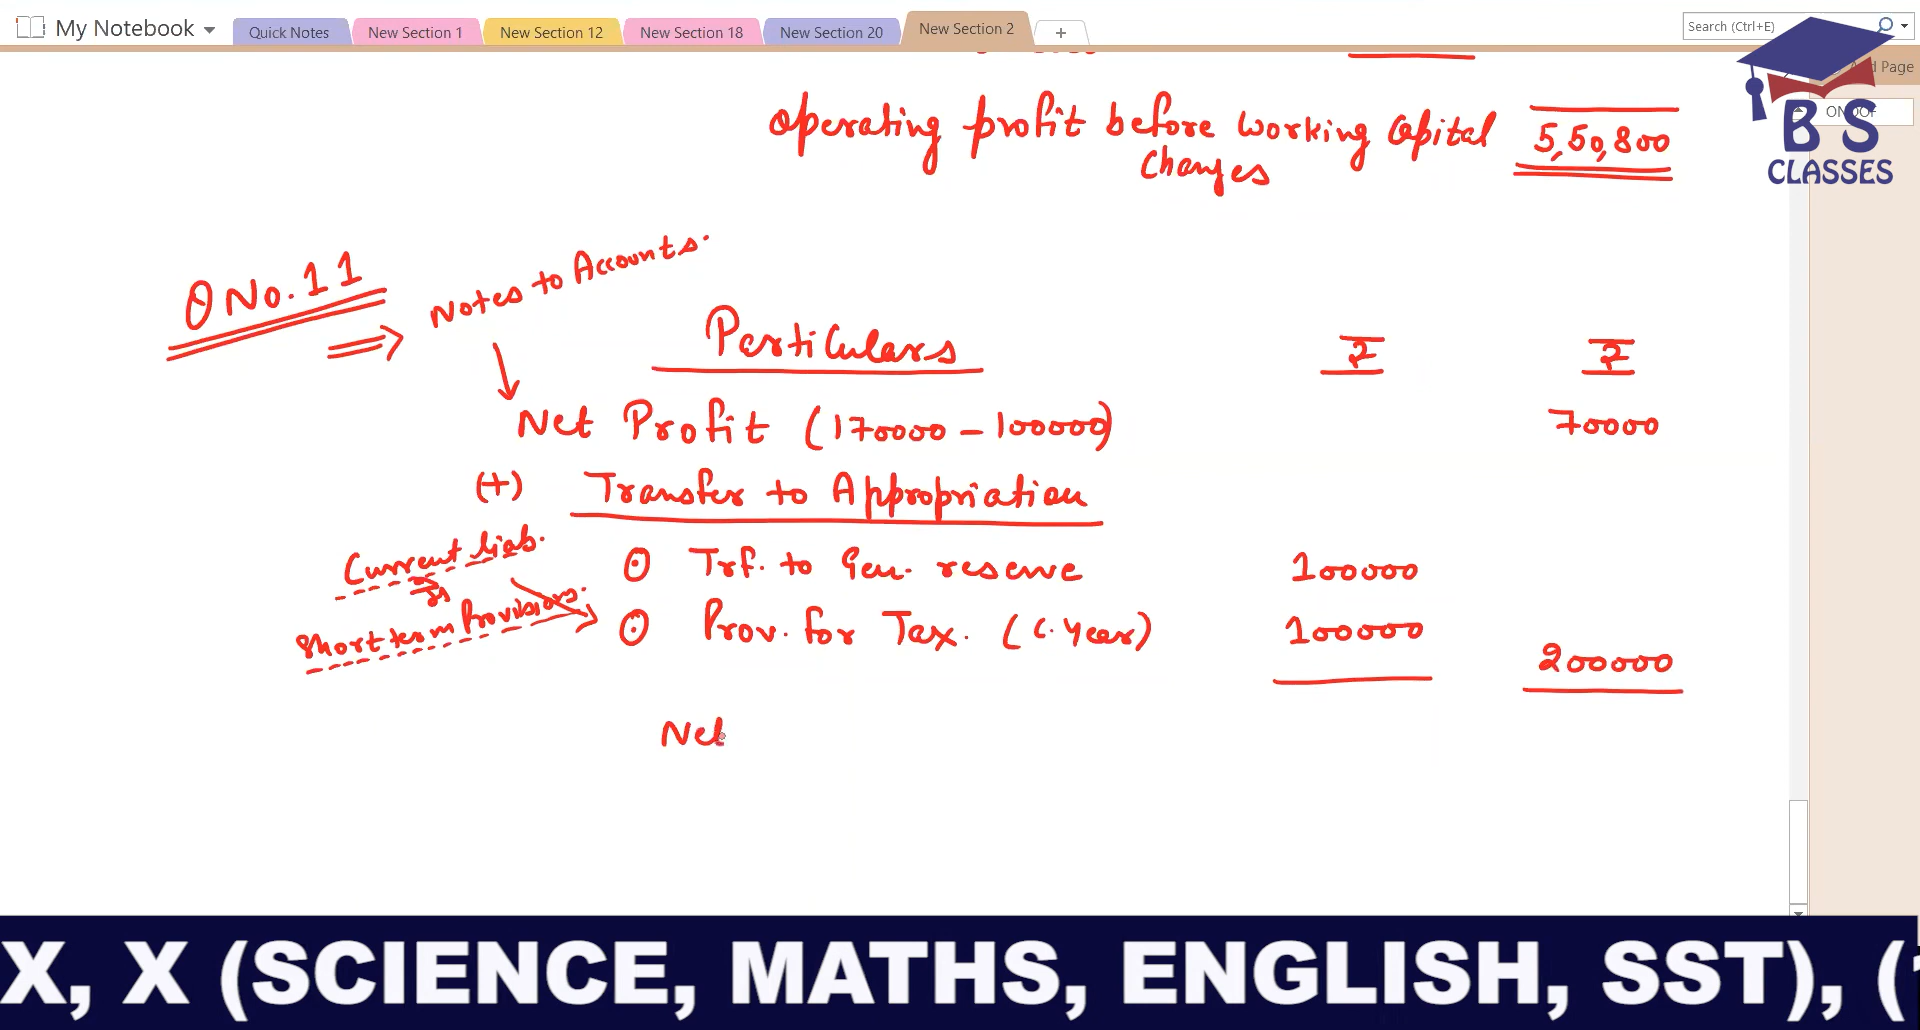 My Notebook
Quick Notes
New Section 1
New Section 12
New Section 18
New Section 20
New Section 2
+
Search (Ctrl+E)
d Page
BS
CLASSES
operating profit before working capital 5,50,800
changes
Q No. 11
Notes to Accounts.
Particulars ₹ ₹
Net Profit (170000 - 100000) 70000
(+) Transfer to Appropriation
Current liab.
Trf. to Gen. reserve 100000
Short term Provisions.
Prov. for Tax. (C. Year) 100000
200000
Net
X, X (SCIENCE, MATHS, ENGLISH, SST), (